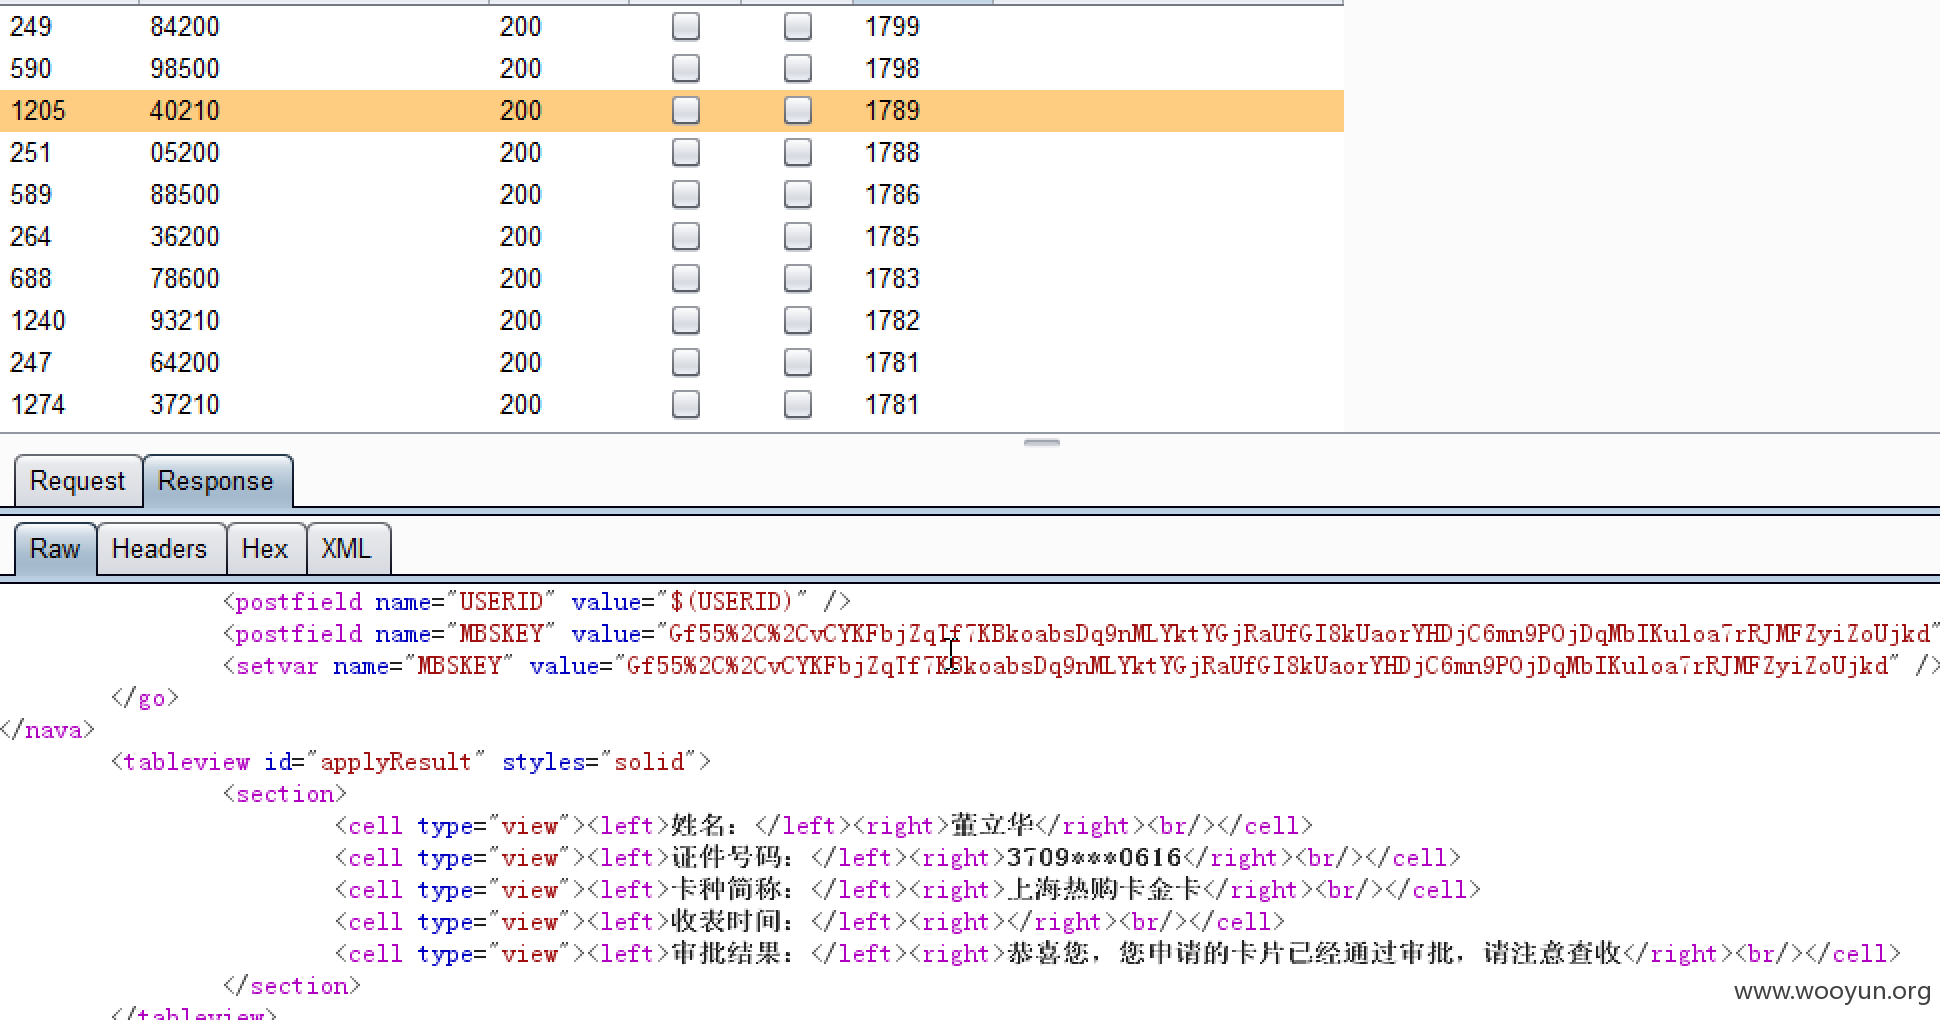 249 84200 200 1799
590 98500 200 1798
1205 40210 200 1789
251 05200 200 1788
589 88500 200 1786
264 36200 200 1785
688 78600 200 1783
1240 93210 200 1782
247 64200 200 1781
1274 37210 200 1781
Request Response
Raw Headers Hex XML
<postfield name="USERID" value="$(USERID)" />
<postfield name="MBSKEY" value="Gf55%2C%2CvCYKFbjZqIf7KBkoabsDq9nMLYktYGjRaUfGI8kUaorYHDjC6mn9POjDqMbIKuloa7rRJMFZyiZoUjkd"
<setvar name="MBSKEY" value="Gf55%2C%2CvCYKFbjZqIf7KBkoabsDq9nMLYktYGjRaUfGI8kUaorYHDjC6mn9POjDqMbIKuloa7rRJMFZyiZoUjkd" />
</go>
</nava>
<tableview id="applyResult" styles="solid">
<section>
<cell type="view"><left>姓名：</left><right>董立华</right><br/></cell>
<cell type="view"><left>证件号码：</left><right>3709***0616</right><br/></cell>
<cell type="view"><left>卡种简称：</left><right>上海热购卡金卡</right><br/></cell>
<cell type="view"><left>收表时间：</left><right></right><br/></cell>
<cell type="view"><left>审批结果：</left><right>恭喜您，您申请的卡片已经通过审批，请注意查收</right><br/></cell>
</section>
</tableview>
www.wooyun.org